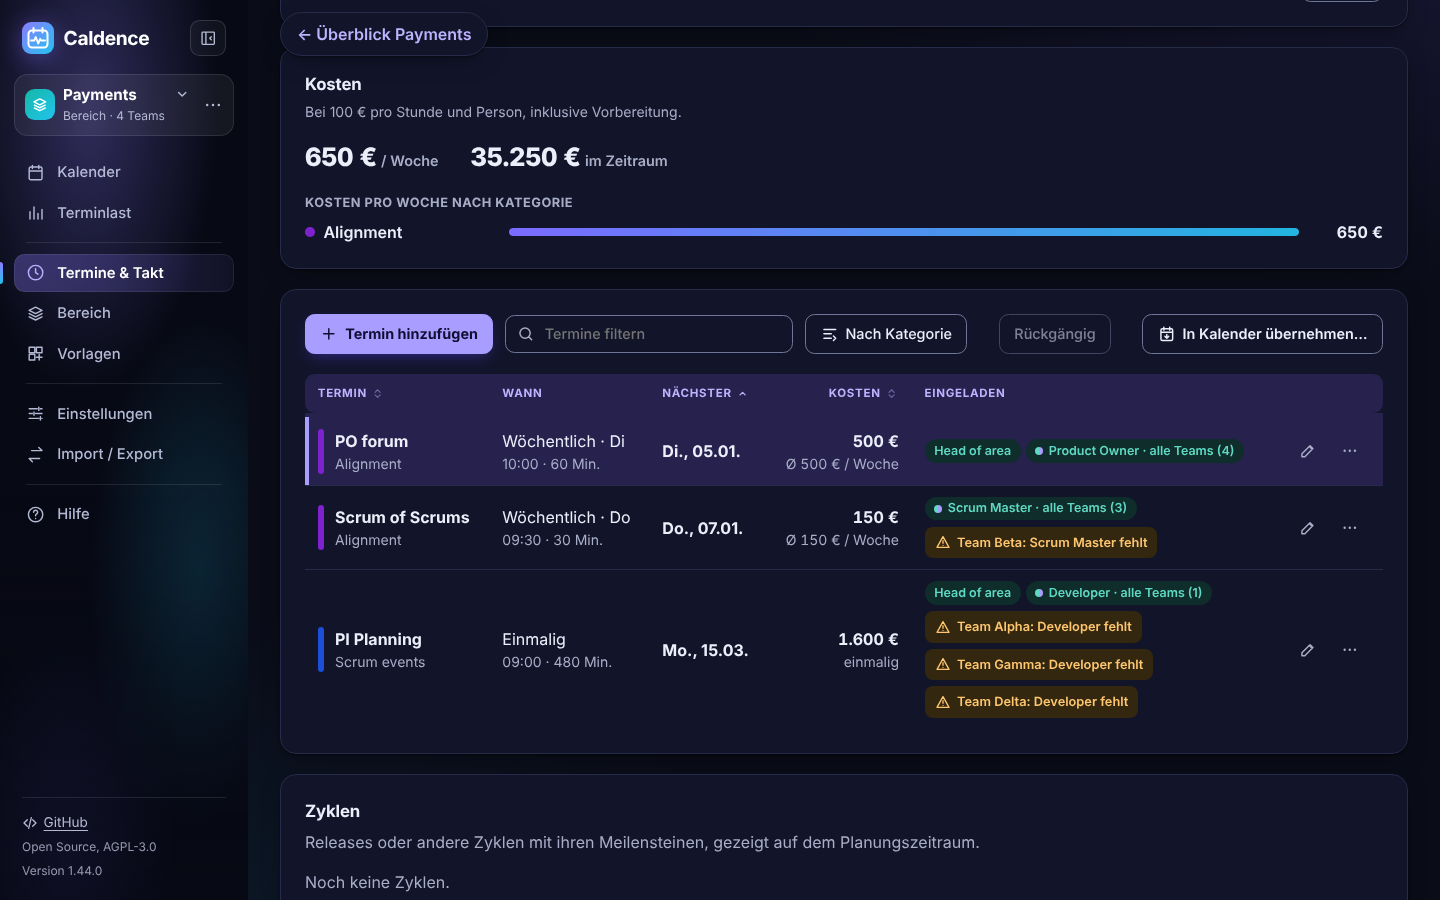 Caldence
Payments
Bereich · 4 Teams
Kalender
Terminlast
Termine & Takt
Bereich
Vorlagen
Einstellungen
Import / Export
Hilfe
GitHub
Open Source, AGPL-3.0
Version 1.44.0
← Überblick Payments
Kosten
Bei 100 € pro Stunde und Person, inklusive Vorbereitung.
650 € / Woche 35.250 € im Zeitraum
KOSTEN PRO WOCHE NACH KATEGORIE
Alignment 650 €
Termin hinzufügen Termine filtern Nach Kategorie Rückgängig In Kalender übernehmen...
TERMIN WANN NÄCHSTER KOSTEN EINGELADEN
PO forum Wöchentlich · Di Di., 05.01. 500 € Head of area Product Owner · alle Teams (4)
Alignment 10:00 · 60 Min. Ø 500 € / Woche
Scrum of Scrums Wöchentlich · Do Do., 07.01. 150 € Scrum Master · alle Teams (3)
Alignment 09:30 · 30 Min. Ø 150 € / Woche Team Beta: Scrum Master fehlt
Head of area Developer · alle Teams (1)
Team Alpha: Developer fehlt
PI Planning Einmalig Mo., 15.03. 1.600 €
Scrum events 09:00 · 480 Min. einmalig Team Gamma: Developer fehlt
Team Delta: Developer fehlt
Zyklen
Releases oder andere Zyklen mit ihren Meilensteinen, gezeigt auf dem Planungszeitraum.
Noch keine Zyklen.